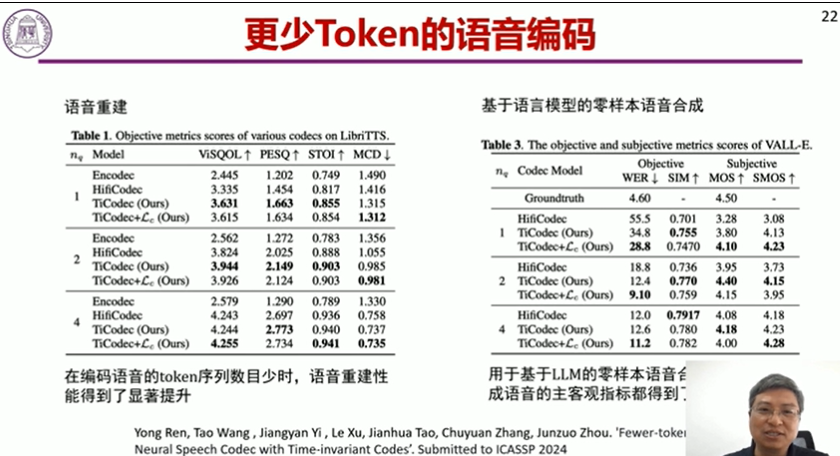 22
更少Token的语音编码
语音重建
Table 1. Objective metrics scores of various codecs on LibriTTS.
n_q Model ViSQOL ↑ PESQ ↑ STOI ↑ MCD ↓
1
Encodec 2.445 1.202 0.749 1.490
HifiCodec 3.335 1.454 0.817 1.416
TiCodec (Ours) 3.631 1.663 0.855 1.315
TiCodec+ℒ_c (Ours) 3.615 1.634 0.854 1.312
2
Encodec 2.562 1.272 0.783 1.356
HifiCodec 3.824 2.025 0.888 1.055
TiCodec (Ours) 3.944 2.149 0.903 0.985
TiCodec+ℒ_c (Ours) 3.926 2.124 0.903 0.981
4
Encodec 2.579 1.290 0.789 1.330
HifiCodec 4.243 2.697 0.936 0.758
TiCodec (Ours) 4.244 2.773 0.940 0.737
TiCodec+ℒ_c (Ours) 4.255 2.734 0.941 0.735
在编码语音的token序列数目少时，语音重建性
能得到了显著提升
基于语言模型的零样本语音合成
Table 3. The objective and subjective metrics scores of VALL-E.
Objective Subjective
n_q Codec Model WER ↓ SIM ↑ MOS ↑ SMOS ↑
Groundtruth 4.60 - 4.50 -
1
HifiCodec 55.5 0.701 3.28 3.08
TiCodec (Ours) 34.8 0.755 3.80 4.13
TiCodec+ℒ_c (Ours) 28.8 0.7470 4.10 4.23
2
HifiCodec 18.8 0.736 3.95 3.73
TiCodec (Ours) 12.4 0.770 4.40 4.15
TiCodec+ℒ_c (Ours) 9.10 0.759 4.15 3.95
4
HifiCodec 12.0 0.7917 4.08 4.18
TiCodec (Ours) 12.6 0.780 4.18 4.23
TiCodec+ℒ_c (Ours) 11.2 0.782 4.00 4.28
用于基于LLM的零样本语音合
成语音的主客观指标都得到了
Yong Ren, Tao Wang , Jiangyan Yi , Le Xu, Jianhua Tao, Chuyuan Zhang, Junzuo Zhou. 'Fewer-token
Neural Speech Codec with Time-invariant Codes'. Submitted to ICASSP 2024